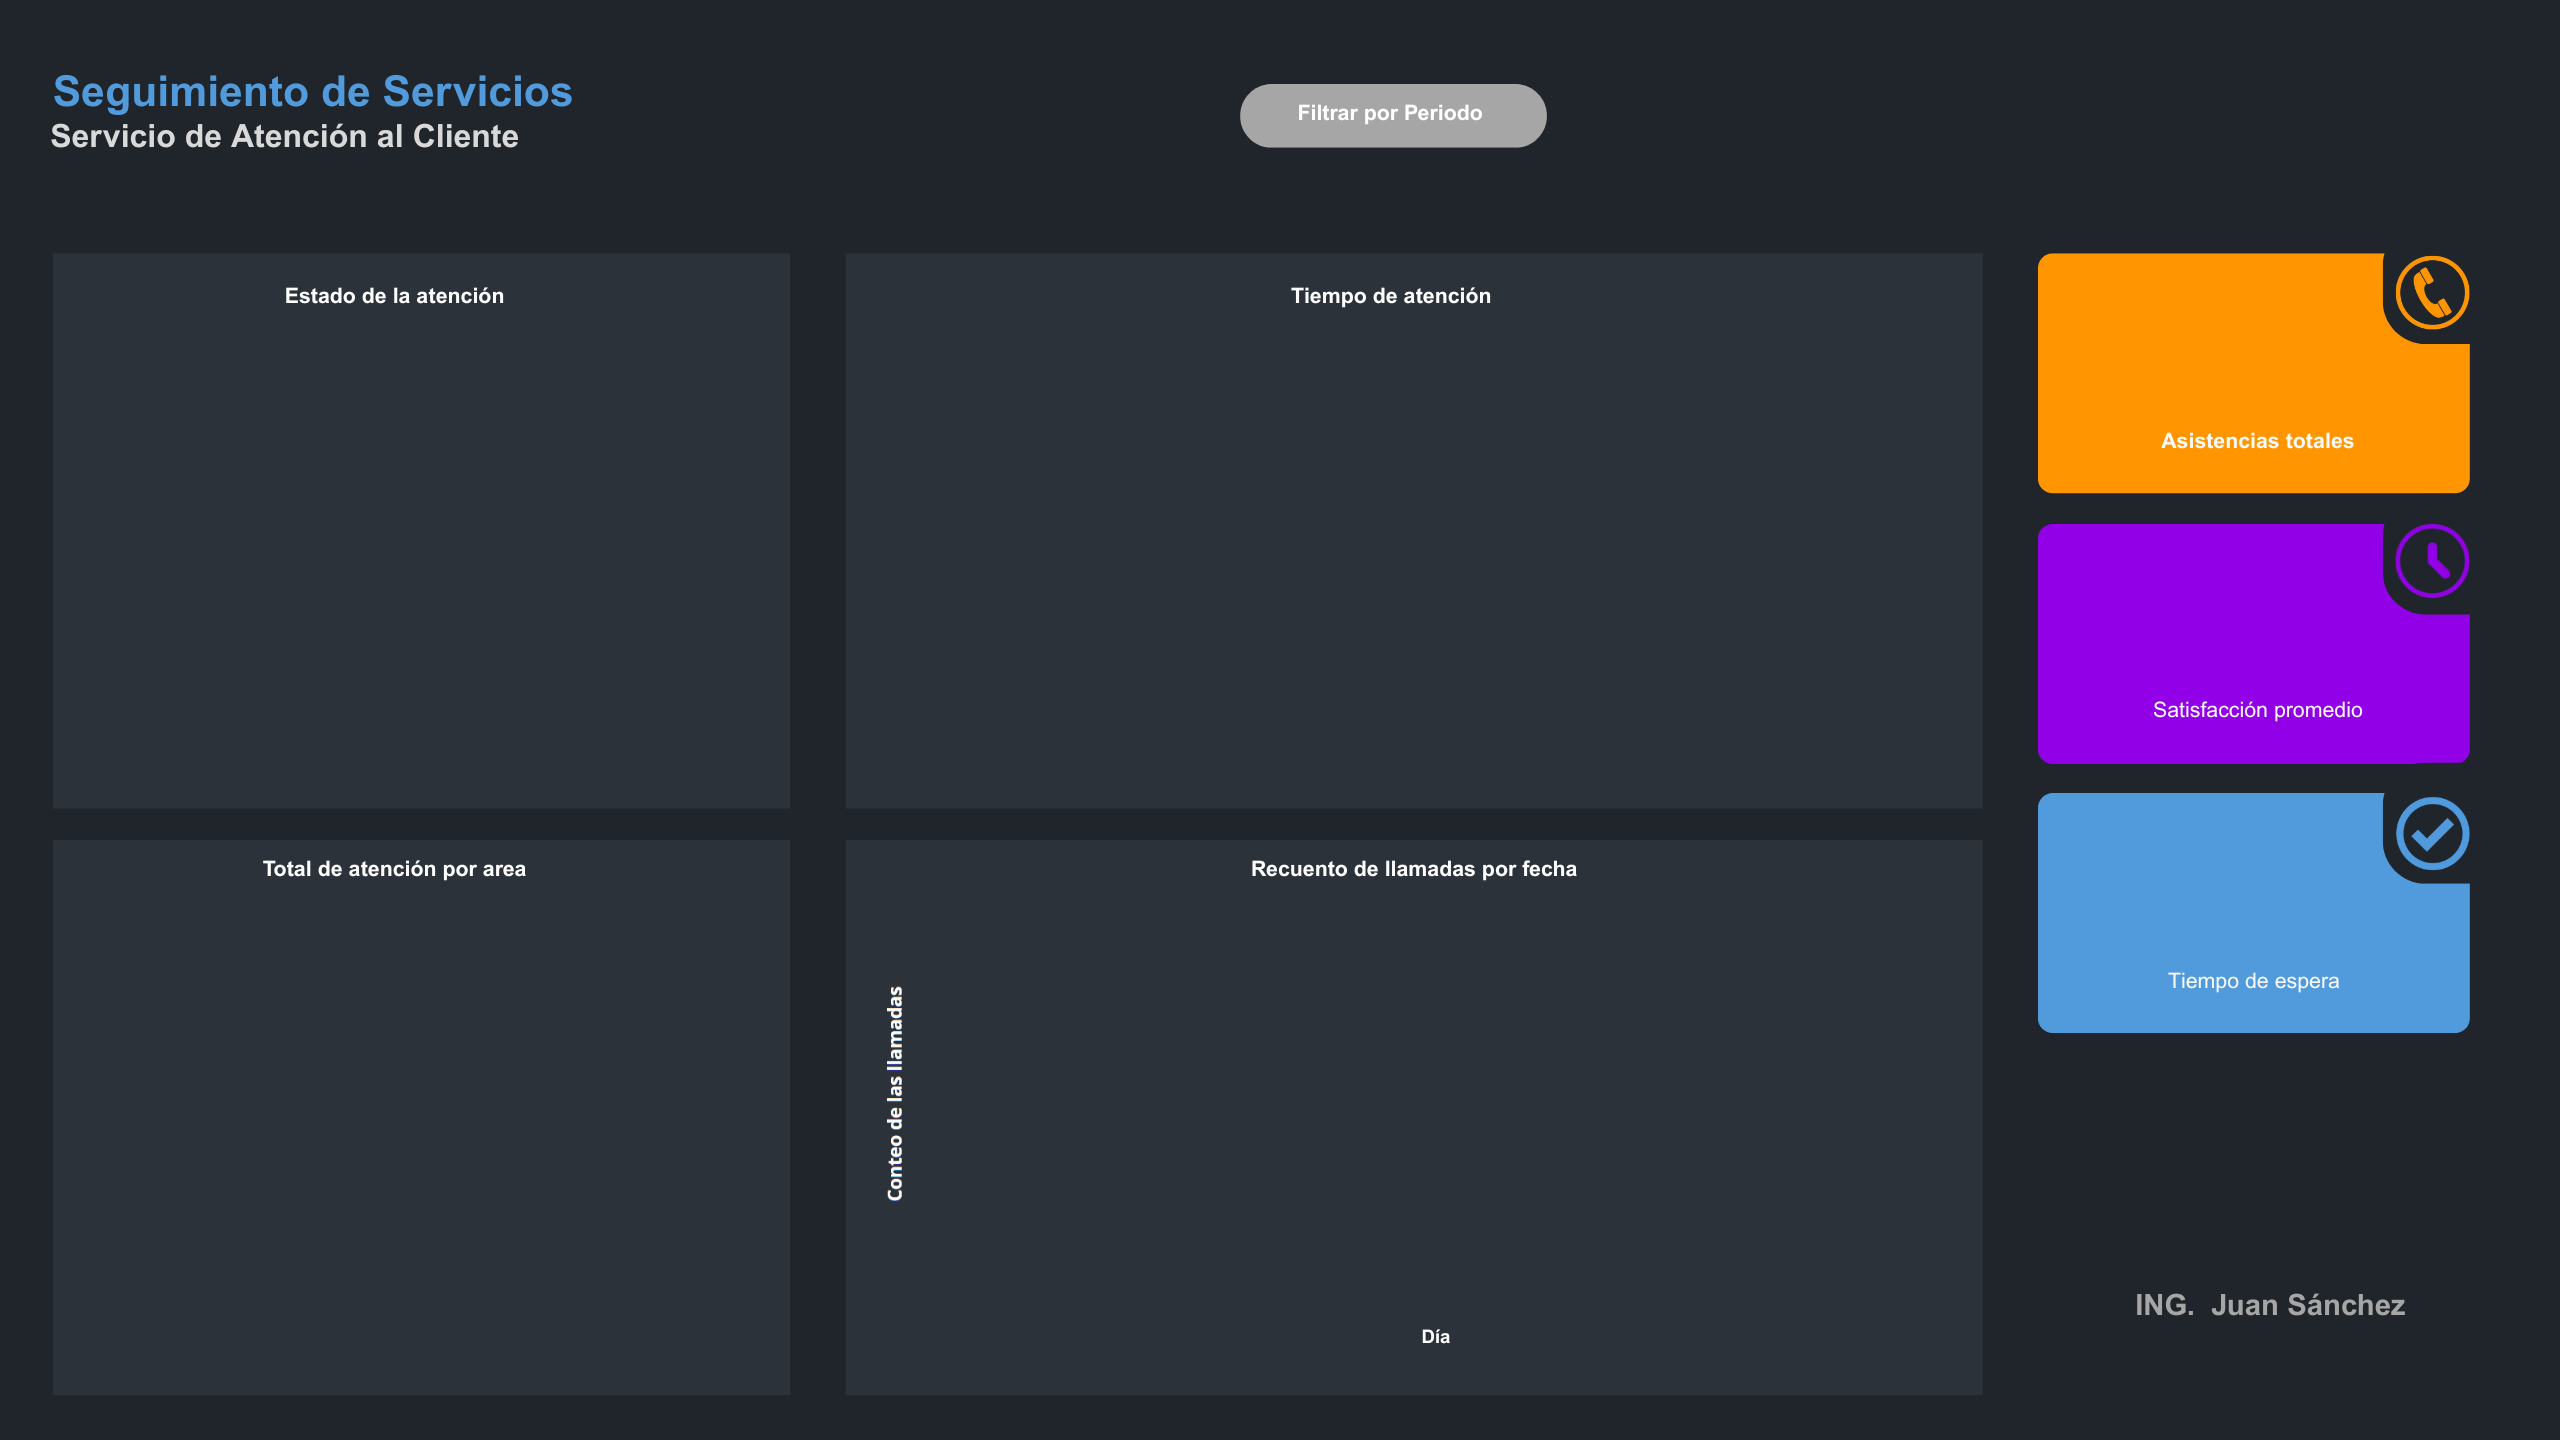 Seguimiento de Servicios
Servicio de Atención al Cliente
Filtrar por Periodo
Estado de la atención
Tiempo de atención
Asistencias totales
Satisfacción promedio
Tiempo de espera
Total de atención por area
Recuento de llamadas por fecha
Conteo de las llamadas
Día
ING.  Juan Sánchez